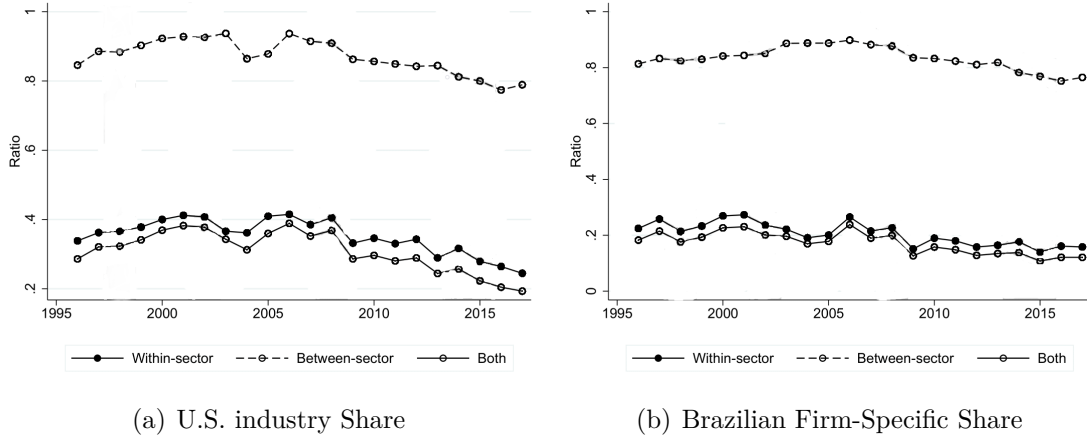 1
.8
.6
.4
.2
Ratio
1995 2000 2005 2010 2015
Within-sector Between-sector Both
(a) U.S. industry Share
1
.8
.6
.4
.2
0
Ratio
1995 2000 2005 2010 2015
Within-sector Between-sector Both
(b) Brazilian Firm-Specific Share